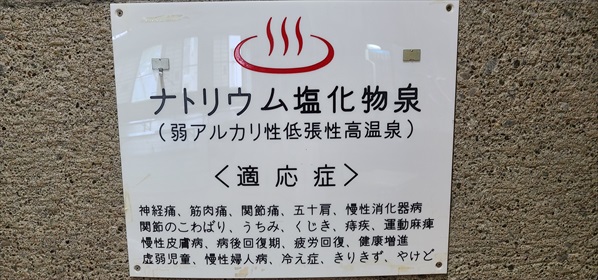 ナトリウム塩化物泉
（弱アルカリ性低張性高温泉）
〈適応症〉
神経痛、筋肉痛、関節痛、五十肩、慢性消化器病
関節のこわばり、うちみ、くじき、痔疾、運動麻痺
慢性皮膚病、病後回復期、疲労回復、健康増進
虚弱児童、慢性婦人病、冷え症、きりきず、やけど